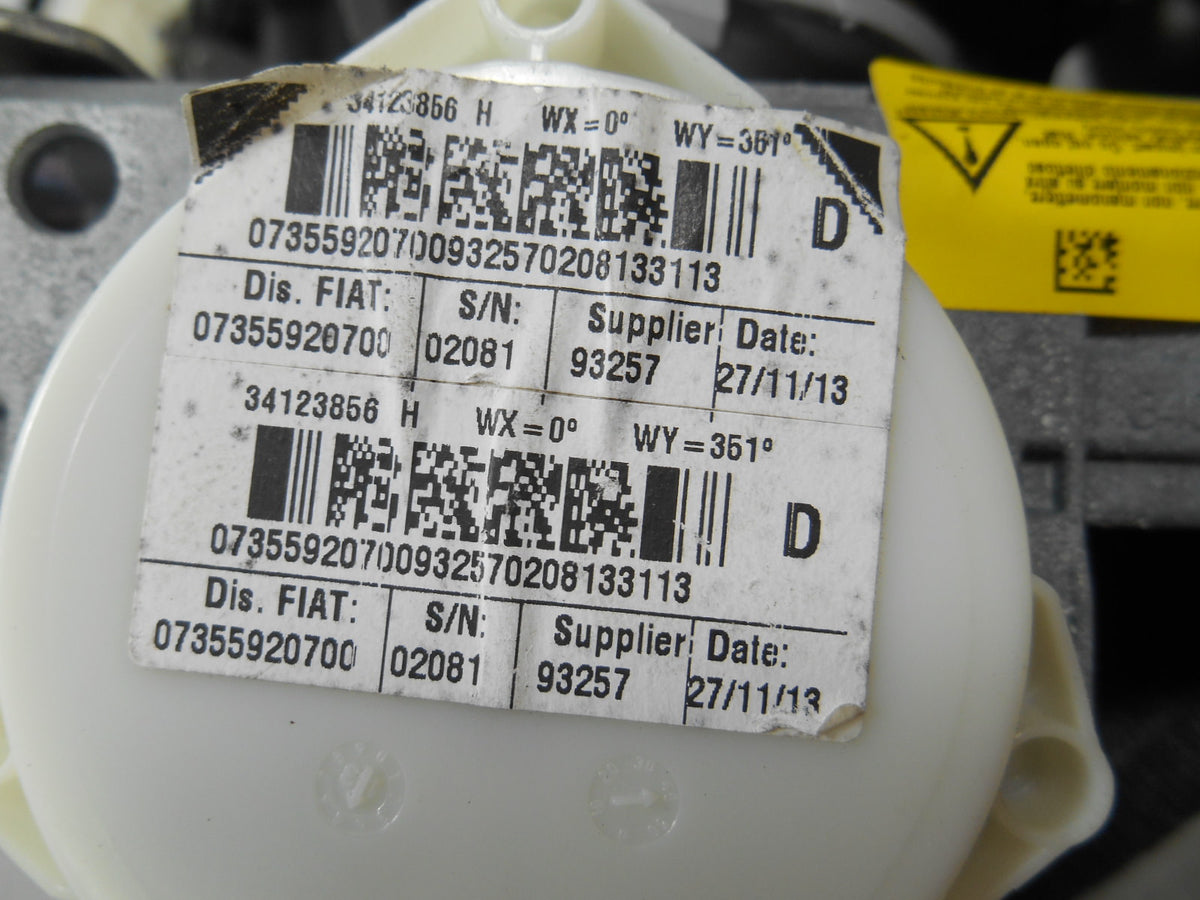 34123856 H WX=0° WY=351°
D
07355920700932570208133113
Dis. FIAT: S/N: Supplier: Date:
07355920700 02081 93257 27/11/13
34123856 H WX=0° WY=351°
D
07355920700932570208133113
Dis. FIAT: S/N: Supplier: Date:
07355920700 02081 93257 27/11/13